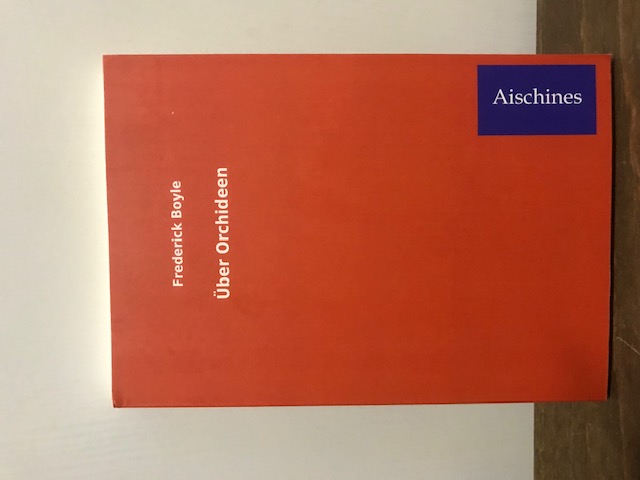 Frederick Boyle
Über Orchideen
Aischines